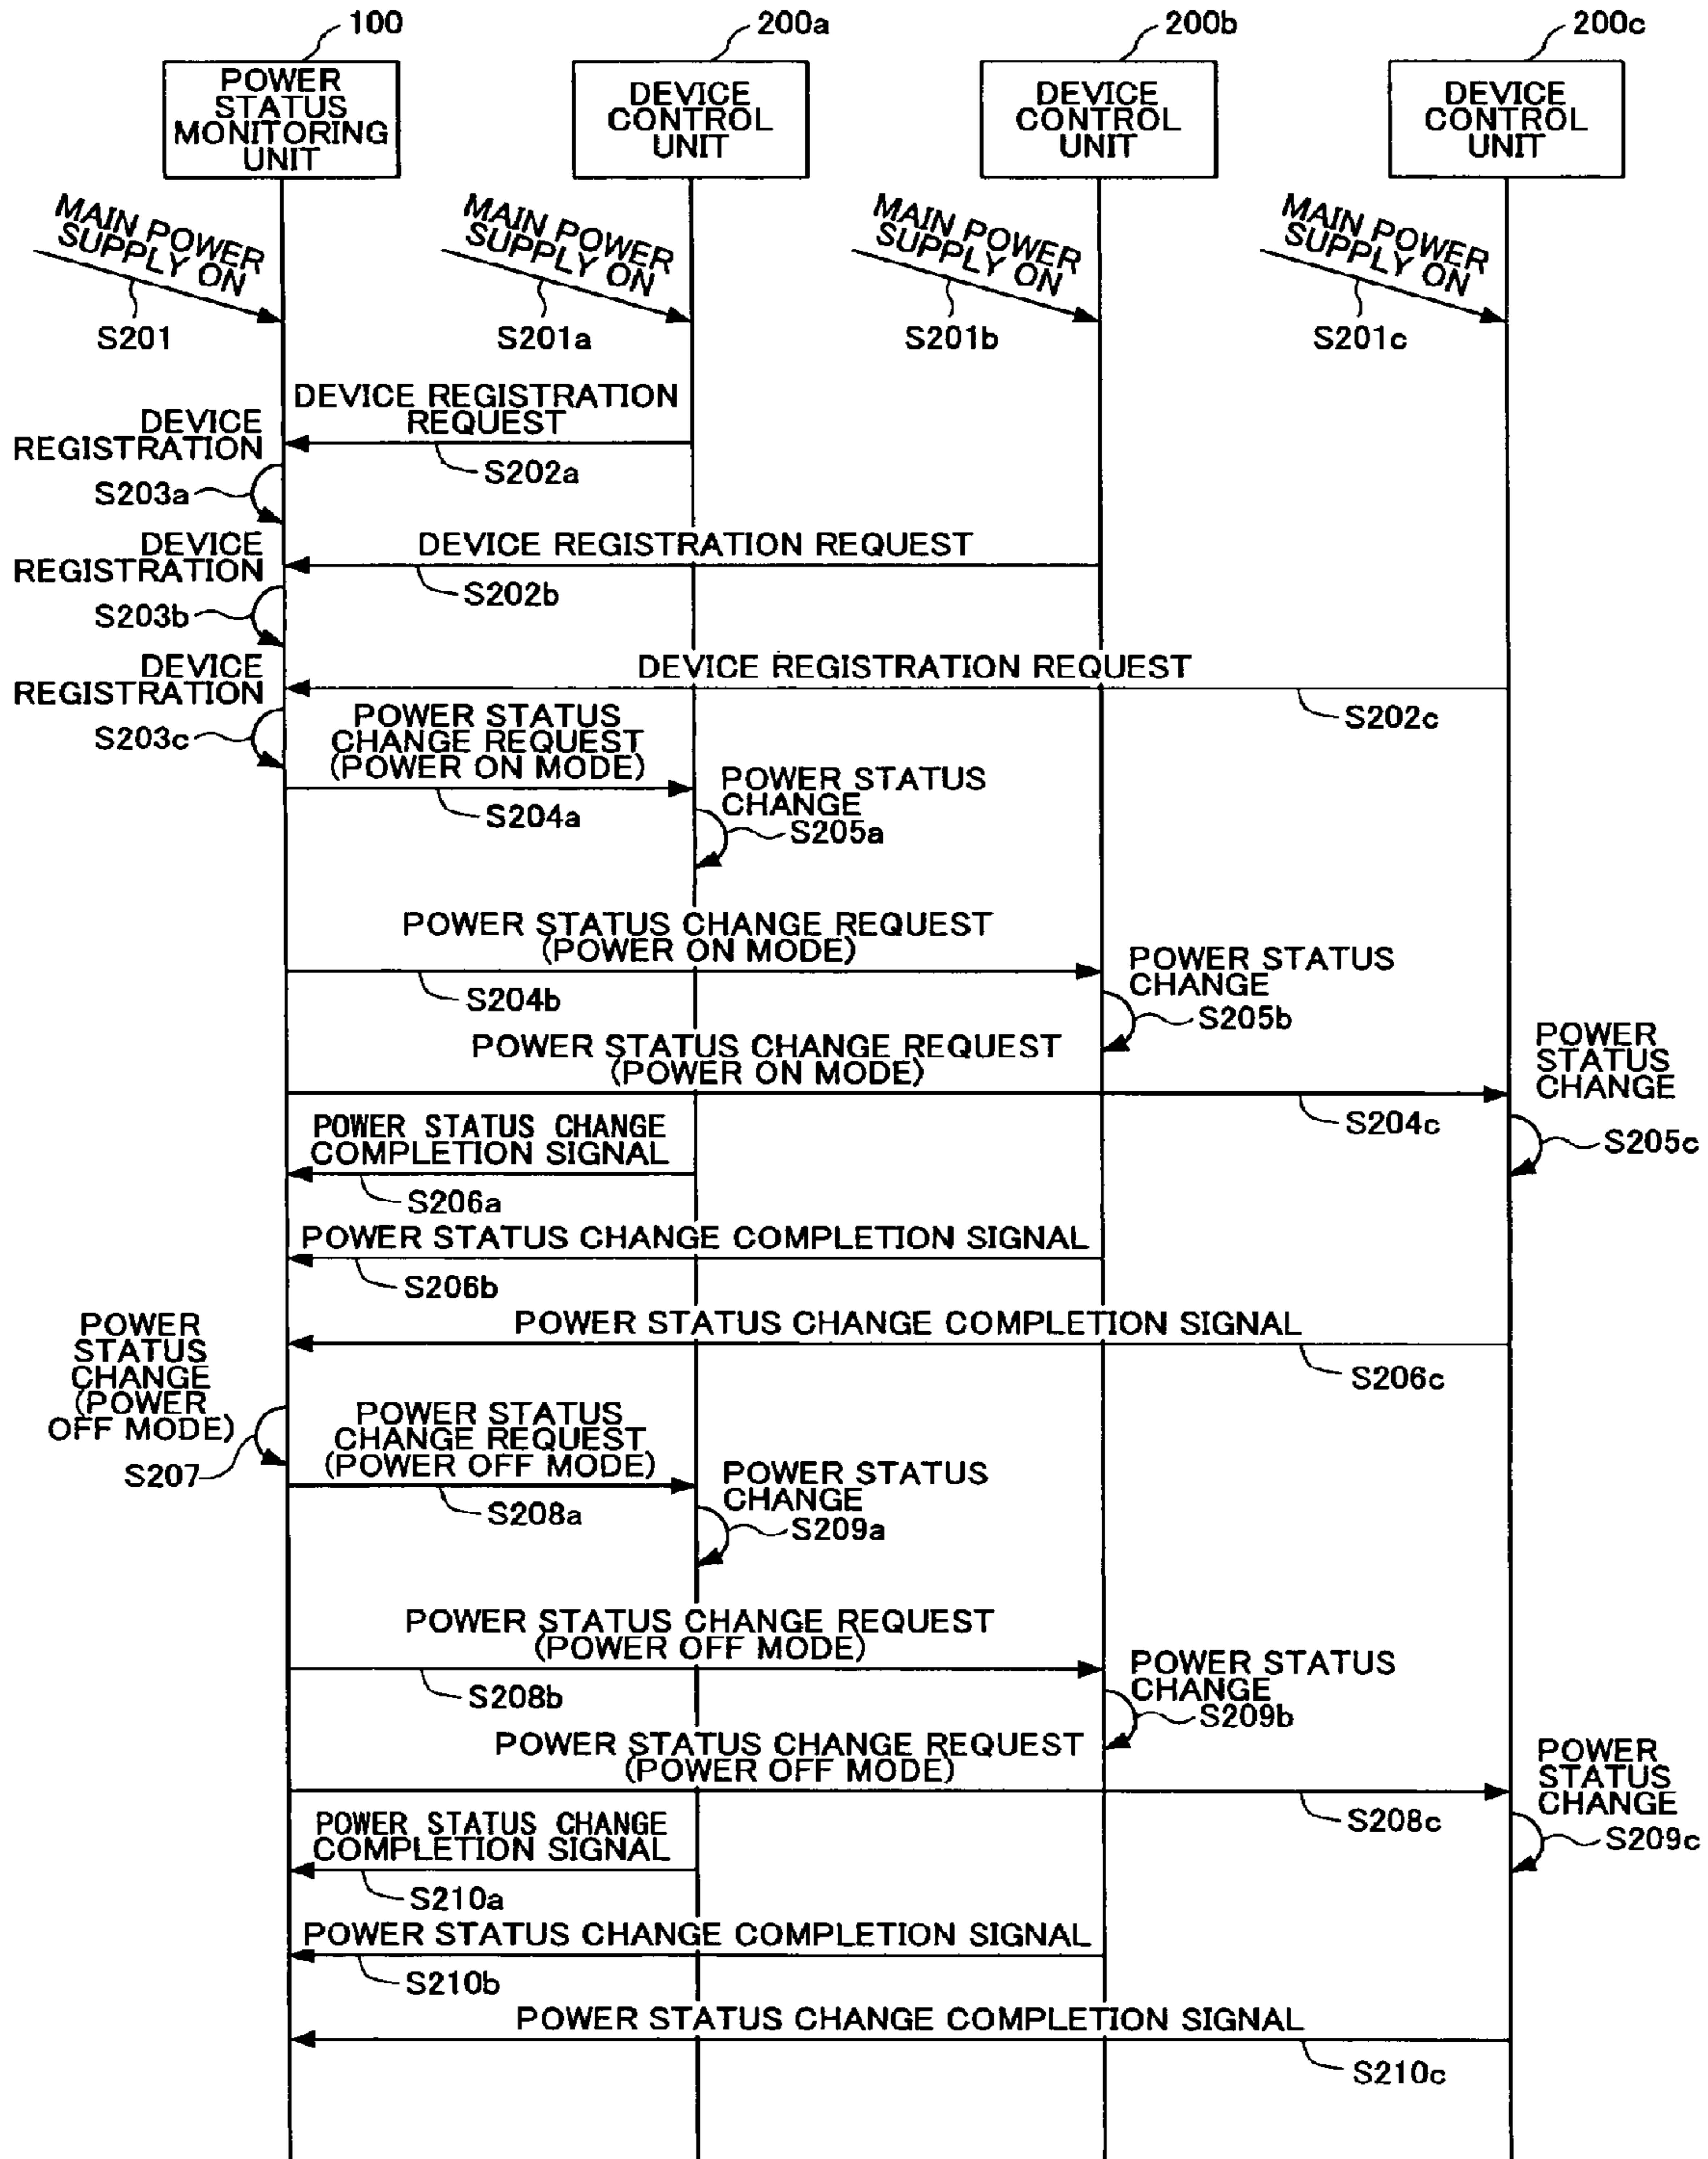 100
200a
200b
200c
POWER
STATUS
MONITORING
UNIT
DEVICE
CONTROL
UNIT
DEVICE
CONTROL
UNIT
DEVICE
CONTROL
UNIT
MAIN POWER
SUPPLY ON
S201
MAIN POWER
SUPPLY ON
S201a
MAIN POWER
SUPPLY ON
S201b
MAIN POWER
SUPPLY ON
S201c
DEVICE REGISTRATION
REQUEST
S202a
DEVICE
REGISTRATION
S203a
DEVICE REGISTRATION REQUEST
S202b
DEVICE
REGISTRATION
S203b
DEVICE REGISTRATION REQUEST
S202c
DEVICE
REGISTRATION
S203c
POWER STATUS
CHANGE REQUEST
(POWER ON MODE)
S204a
POWER STATUS
CHANGE
S205a
POWER STATUS CHANGE REQUEST
(POWER ON MODE)
S204b
POWER STATUS
CHANGE
S205b
POWER STATUS CHANGE REQUEST
(POWER ON MODE)
S204c
POWER
STATUS
CHANGE
S205c
POWER STATUS CHANGE
COMPLETION SIGNAL
S206a
POWER STATUS CHANGE COMPLETION SIGNAL
S206b
POWER STATUS CHANGE COMPLETION SIGNAL
S206c
POWER
STATUS
CHANGE
(POWER
OFF MODE)
S207
POWER STATUS
CHANGE REQUEST
(POWER OFF MODE)
S208a
POWER STATUS
CHANGE
S209a
POWER STATUS CHANGE REQUEST
(POWER OFF MODE)
S208b
POWER STATUS
CHANGE
S209b
POWER STATUS CHANGE REQUEST
(POWER OFF MODE)
S208c
POWER
STATUS
CHANGE
S209c
POWER STATUS CHANGE
COMPLETION SIGNAL
S210a
POWER STATUS CHANGE COMPLETION SIGNAL
S210b
POWER STATUS CHANGE COMPLETION SIGNAL
S210c